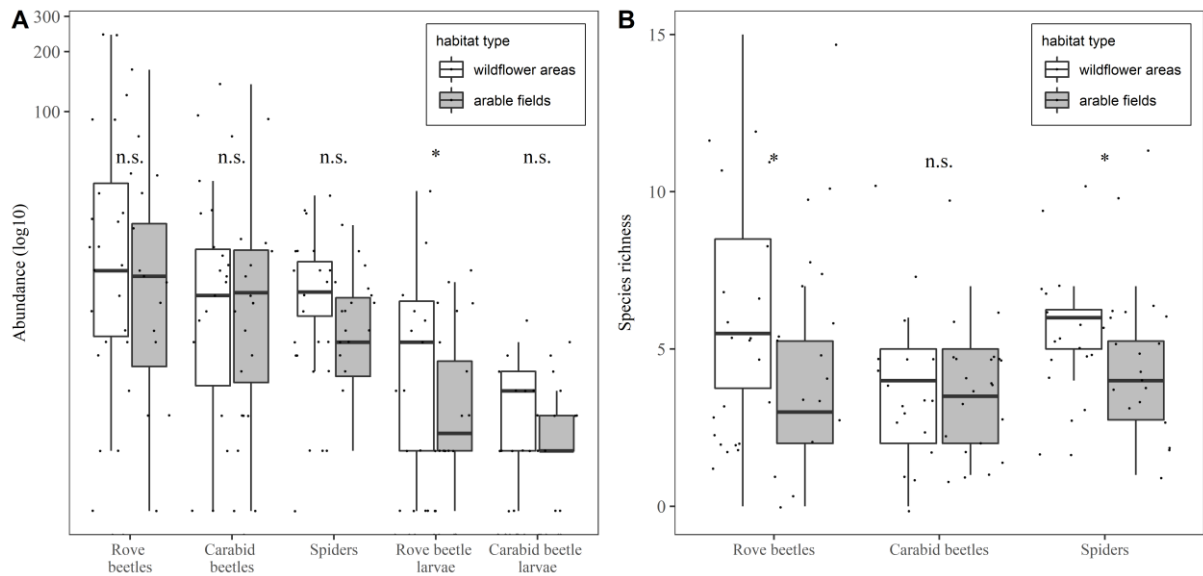 A
300
200
100
Abundance (log10)
habitat type
wildflower areas
arable fields
n.s.
n.s.
n.s.
*
n.s.
Rove
beetles
Carabid
beetles
Spiders
Rove beetle
larvae
Carabid beetle
larvae
B
15
10
5
0
Species richness
habitat type
wildflower areas
arable fields
*
n.s.
*
Rove beetles
Carabid beetles
Spiders